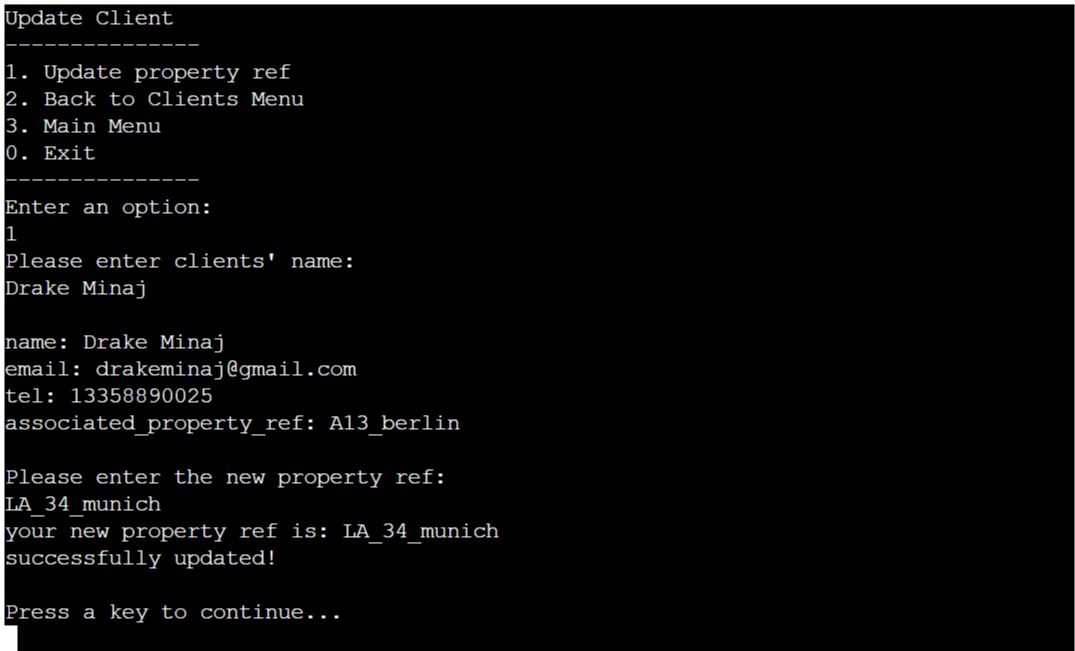 Update Client
---------------
1. Update property ref
2. Back to Clients Menu
3. Main Menu
0. Exit
---------------
Enter an option:
1
Please enter clients' name:
Drake Minaj
name: Drake Minaj
email: drakeminaj@gmail.com
tel: 13358890025
associated_property_ref: A13_berlin
Please enter the new property ref:
LA_34_munich
your new property ref is: LA_34_munich
successfully updated!
Press a key to continue...